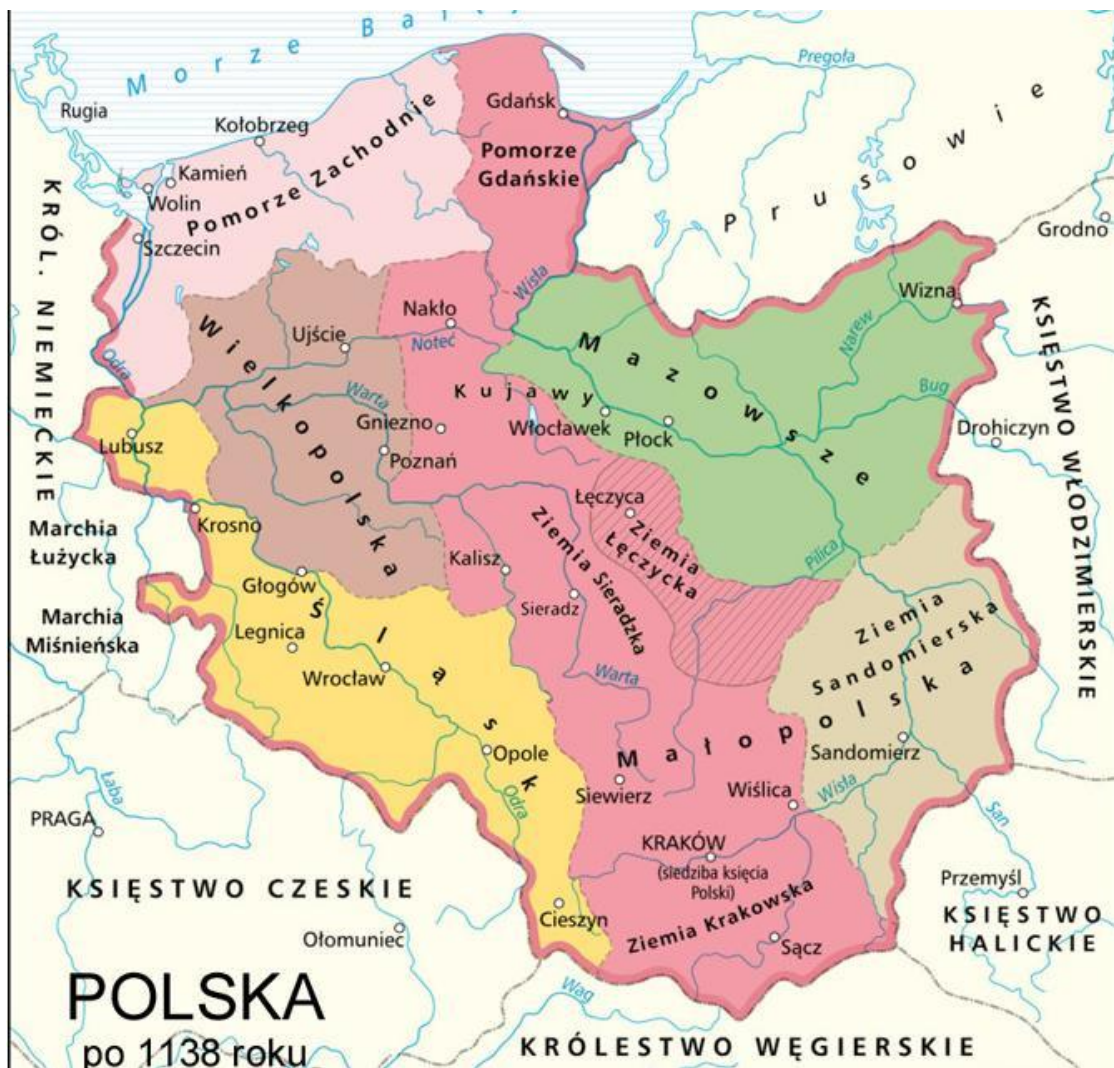 Morze Bał
Pregoła
Rugia
Gdańsk
Kołobrzeg
Pomorze
Gdańskie
Kamień
Wolin
Pomorze Zachodnie
Prusowie
Grodno
Szczecin
KRÓL. NIEMIECKIE
Wisła
Wizna
Nakło
Ujście
Noteć
Narew
Wielkopolska
Mazowsze
Odra
Bug
Kujawy
Warta
Lubusz
Gniezno
Włocławek
Płock
Drohiczyn
KSIĘSTWO WŁODZIMIERSKIE
Poznań
Łęczyca
Krosno
Ziemia
Łęczycka
Marchia
Łużycka
Ziemia Sieradzka
Kalisz
Pilica
Głogów
Sieradz
Marchia
Miśnieńska
Śląsk
Legnica
Wrocław
Ziemia
Sandomierska
Warta
Małopolska
Opole
Sandomierz
Siewierz
Wiślica
Wisła
Łaba
Odra
San
PRAGA
KRAKÓW
(siedziba księcia
Polski)
KSIĘSTWO CZESKIE
Przemyśl
Cieszyn
Ziemia Krakowska
KSIĘSTWO
HALICKIE
Ołomuniec
Sącz
POLSKA
po 1138 roku
Wag
KRÓLESTWO WĘGIERSKIE